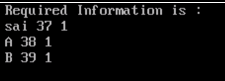 Required Information is :
sai 37 1
A 38 1
B 39 1